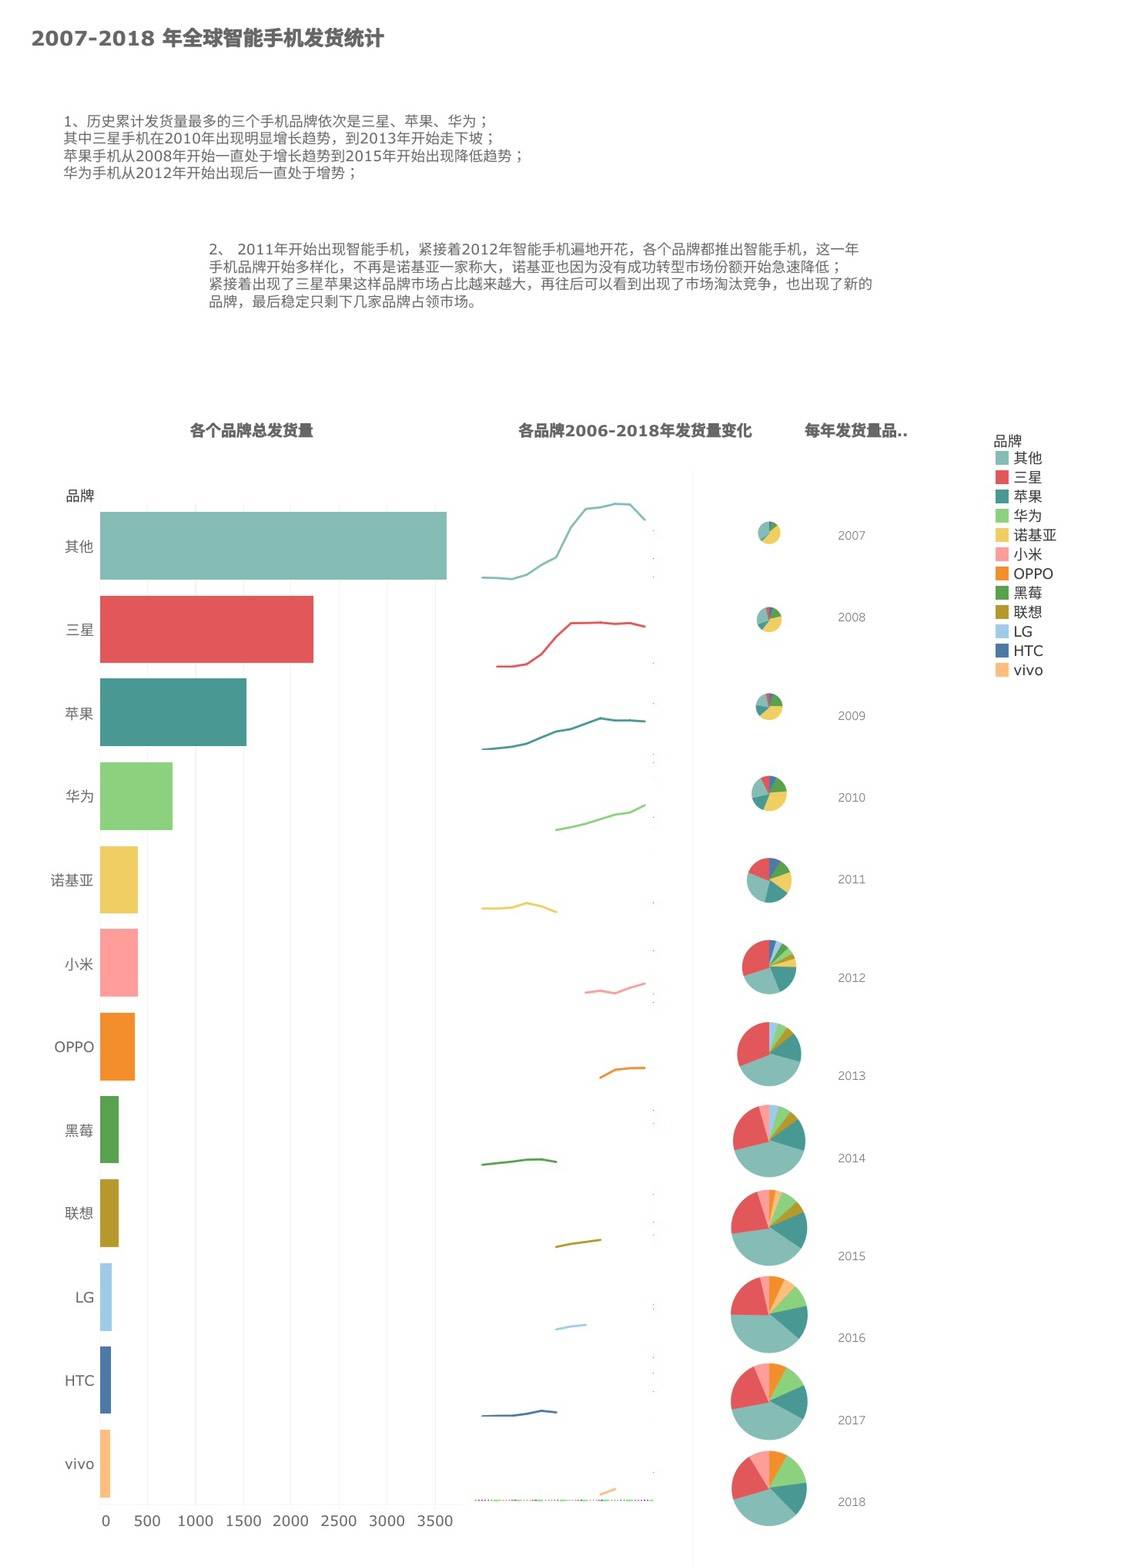 2007-2018 年全球智能手机发货统计
1、历史累计发货量最多的三个手机品牌依次是三星、苹果、华为；
其中三星手机在2010年出现明显增长趋势，到2013年开始走下坡；
苹果手机从2008年开始一直处于增长趋势到2015年开始出现降低趋势；
华为手机从2012年开始出现后一直处于增势；
2、 2011年开始出现智能手机，紧接着2012年智能手机遍地开花，各个品牌都推出智能手机，这一年
手机品牌开始多样化，不再是诺基亚一家称大，诺基亚也因为没有成功转型市场份额开始急速降低；
紧接着出现了三星苹果这样品牌市场占比越来越大，再往后可以看到出现了市场淘汰竞争，也出现了新的
品牌，最后稳定只剩下几家品牌占领市场。
各个品牌总发货量
品牌
其他
三星
苹果
华为
诺基亚
小米
OPPO
黑莓
联想
LG
HTC
vivo
0 500 1000 1500 2000 2500 3000 3500
各品牌2006-2018年发货量变化
每年发货量品..
2007
2008
2009
2010
2011
2012
2013
2014
2015
2016
2017
2018
品牌
其他
三星
苹果
华为
诺基亚
小米
OPPO
黑莓
联想
LG
HTC
vivo